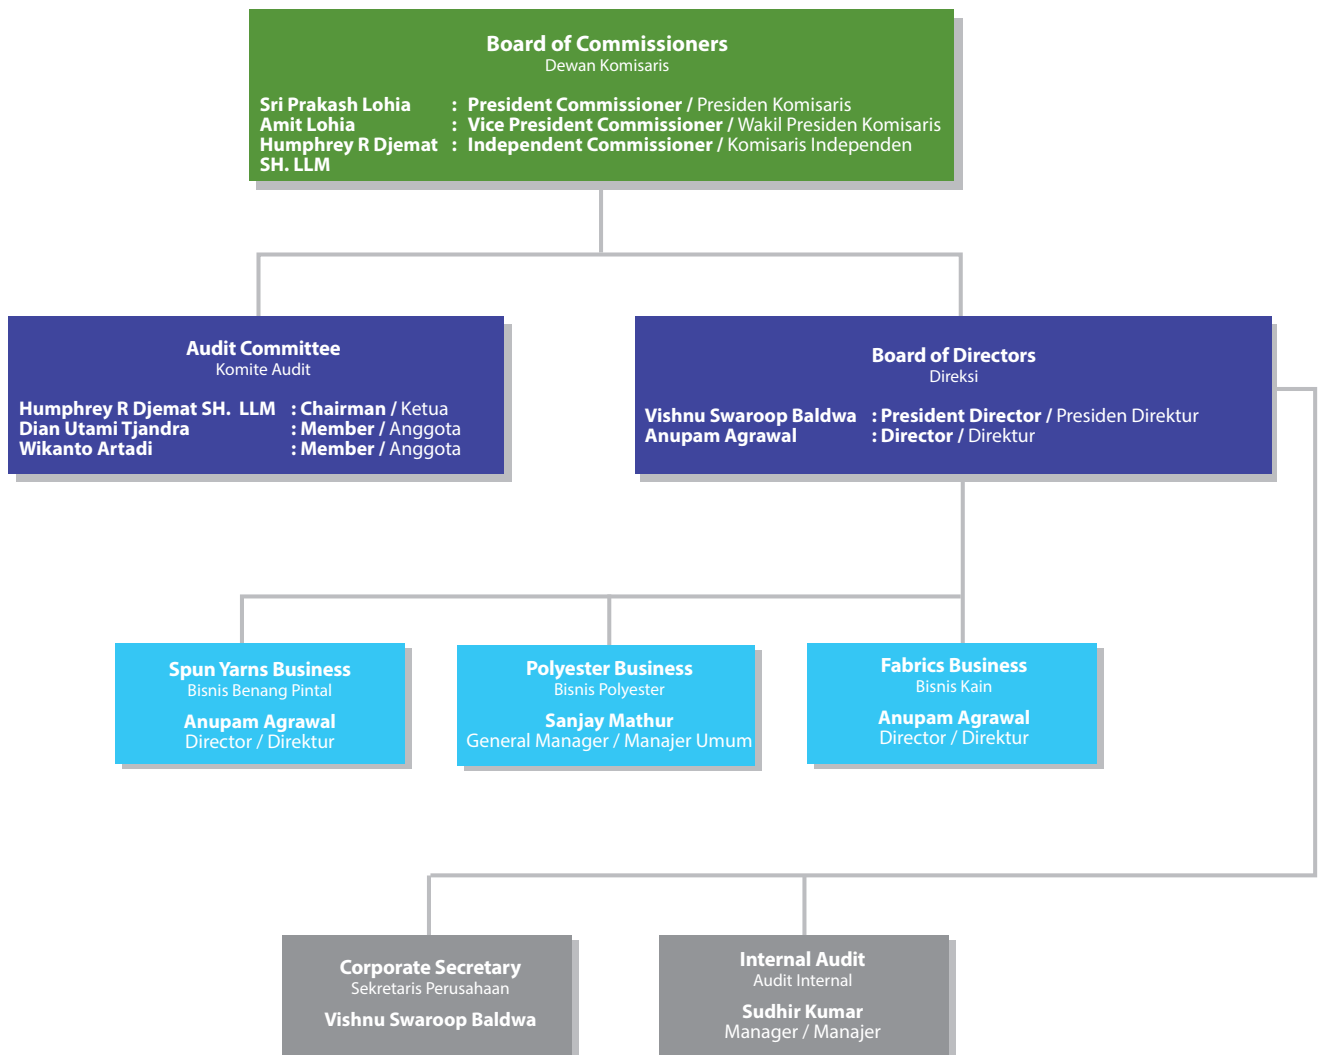 Board of Commissioners
Dewan Komisaris
Sri Prakash Lohia : President Commissioner / Presiden Komisaris
Amit Lohia : Vice President Commissioner / Wakil Presiden Komisaris
Humphrey R Djemat : Independent Commissioner / Komisaris Independen
SH. LLM
Audit Committee
Komite Audit
Humphrey R Djemat SH. LLM : Chairman / Ketua
Dian Utami Tjandra : Member / Anggota
Wikanto Artadi : Member / Anggota
Board of Directors
Direksi
Vishnu Swaroop Baldwa : President Director / Presiden Direktur
Anupam Agrawal : Director / Direktur
Spun Yarns Business
Bisnis Benang Pintal
Anupam Agrawal
Director / Direktur
Polyester Business
Bisnis Polyester
Sanjay Mathur
General Manager / Manajer Umum
Fabrics Business
Bisnis Kain
Anupam Agrawal
Director / Direktur
Corporate Secretary
Sekretaris Perusahaan
Vishnu Swaroop Baldwa
Internal Audit
Audit Internal
Sudhir Kumar
Manager / Manajer